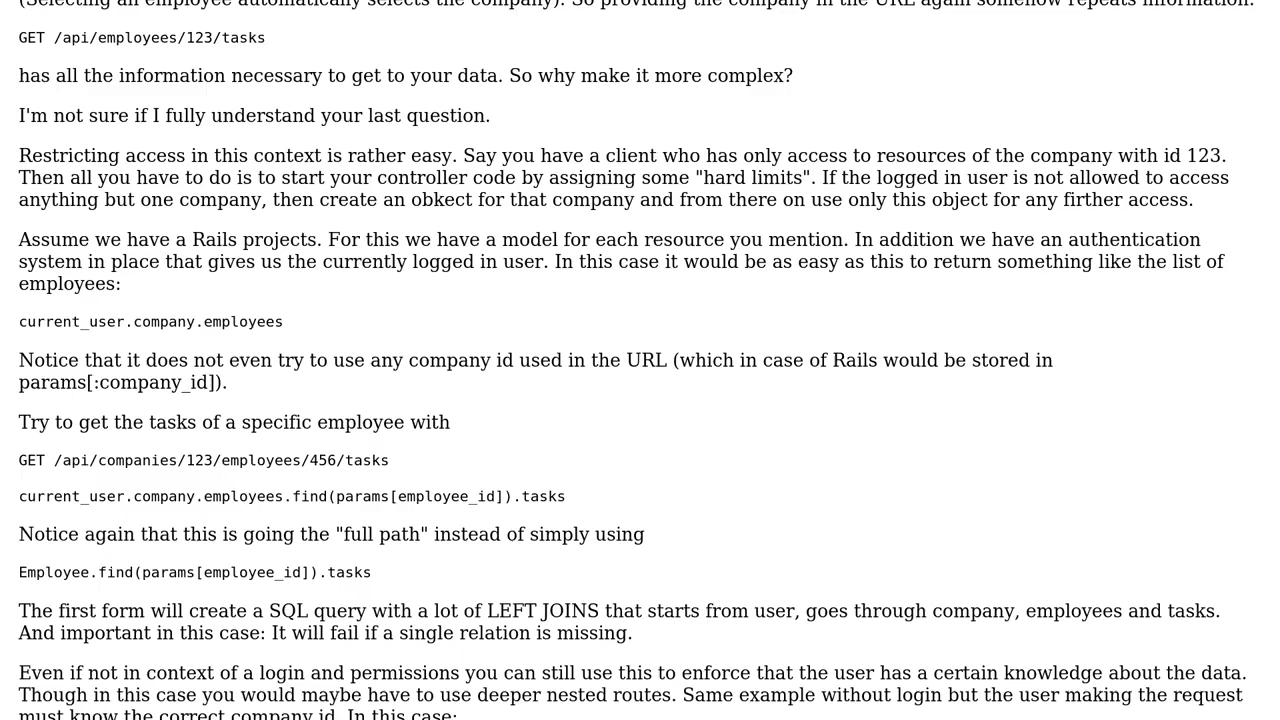 (Selecting an employee automatically selects the company). So providing the company in the URL again somehow repeats information.
GET /api/employees/123/tasks
has all the information necessary to get to your data. So why make it more complex?
I'm not sure if I fully understand your last question.
Restricting access in this context is rather easy. Say you have a client who has only access to resources of the company with id 123.
Then all you have to do is to start your controller code by assigning some "hard limits". If the logged in user is not allowed to access
anything but one company, then create an obkect for that company and from there on use only this object for any firther access.
Assume we have a Rails projects. For this we have a model for each resource you mention. In addition we have an authentication
system in place that gives us the currently logged in user. In this case it would be as easy as this to return something like the list of
employees:
current_user.company.employees
Notice that it does not even try to use any company id used in the URL (which in case of Rails would be stored in
params[:company_id]).
Try to get the tasks of a specific employee with
GET /api/companies/123/employees/456/tasks
current_user.company.employees.find(params[employee_id]).tasks
Notice again that this is going the "full path" instead of simply using
Employee.find(params[employee_id]).tasks
The first form will create a SQL query with a lot of LEFT JOINS that starts from user, goes through company, employees and tasks.
And important in this case: It will fail if a single relation is missing.
Even if not in context of a login and permissions you can still use this to enforce that the user has a certain knowledge about the data.
Though in this case you would maybe have to use deeper nested routes. Same example without login but the user making the request
must know the correct company id. In this case: